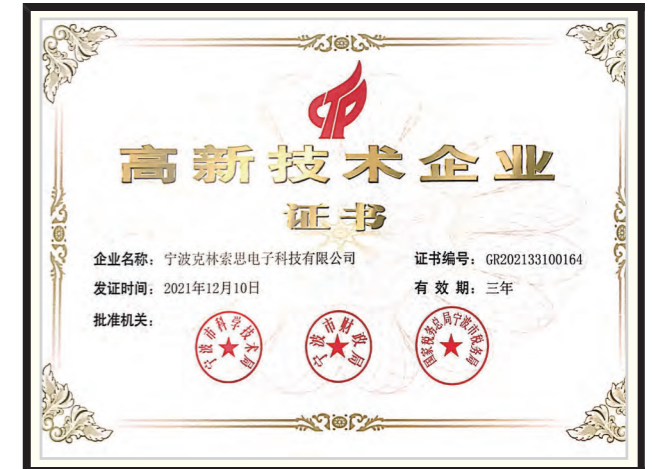 高新技术企业
证书
企业名称：宁波克林索思电子科技有限公司 证书编号：GR202133100164
发证时间：2021年12月10日 有效期：三年
批准机关：
宁波市科学技术局 宁波市财政局 国家税务总局宁波市税务局